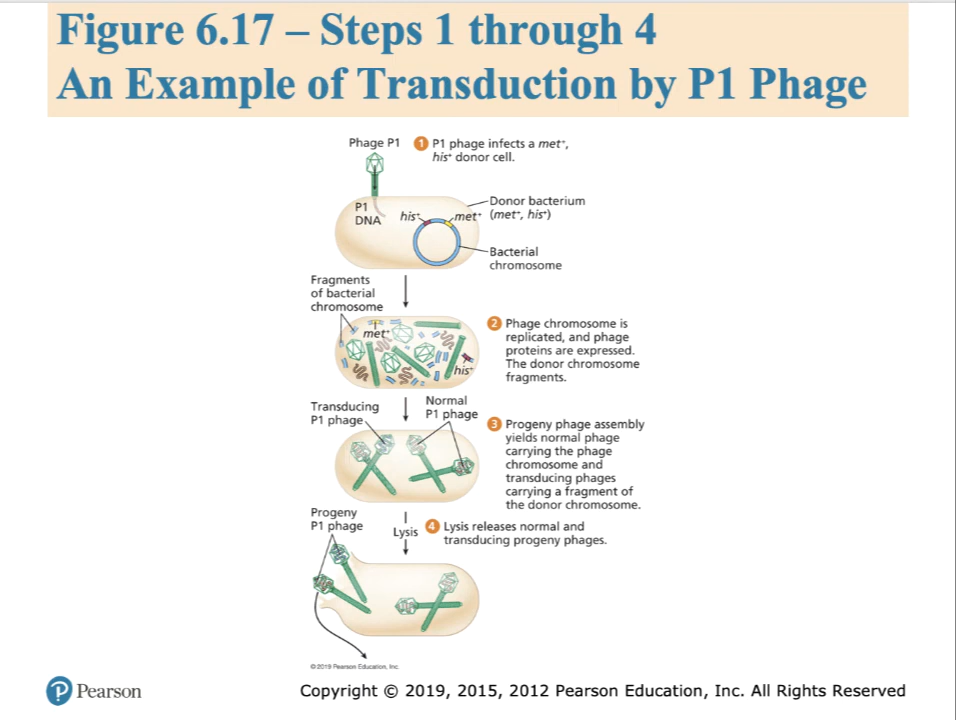 Figure 6.17 – Steps 1 through 4
An Example of Transduction by P1 Phage
Phage P1
1 P1 phage infects a met⁺,
his⁺ donor cell.
P1
DNA
his⁺
met⁺
Donor bacterium
(met⁺, his⁺)
Bacterial
chromosome
Fragments
of bacterial
chromosome
met⁺
his⁺
2 Phage chromosome is
replicated, and phage
proteins are expressed.
The donor chromosome
fragments.
Transducing
P1 phage
Normal
P1 phage
3 Progeny phage assembly
yields normal phage
carrying the phage
chromosome and
transducing phages
carrying a fragment of
the donor chromosome.
Progeny
P1 phage
Lysis
4 Lysis releases normal and
transducing progeny phages.
© 2019 Pearson Education, Inc.
P Pearson
Copyright © 2019, 2015, 2012 Pearson Education, Inc. All Rights Reserved